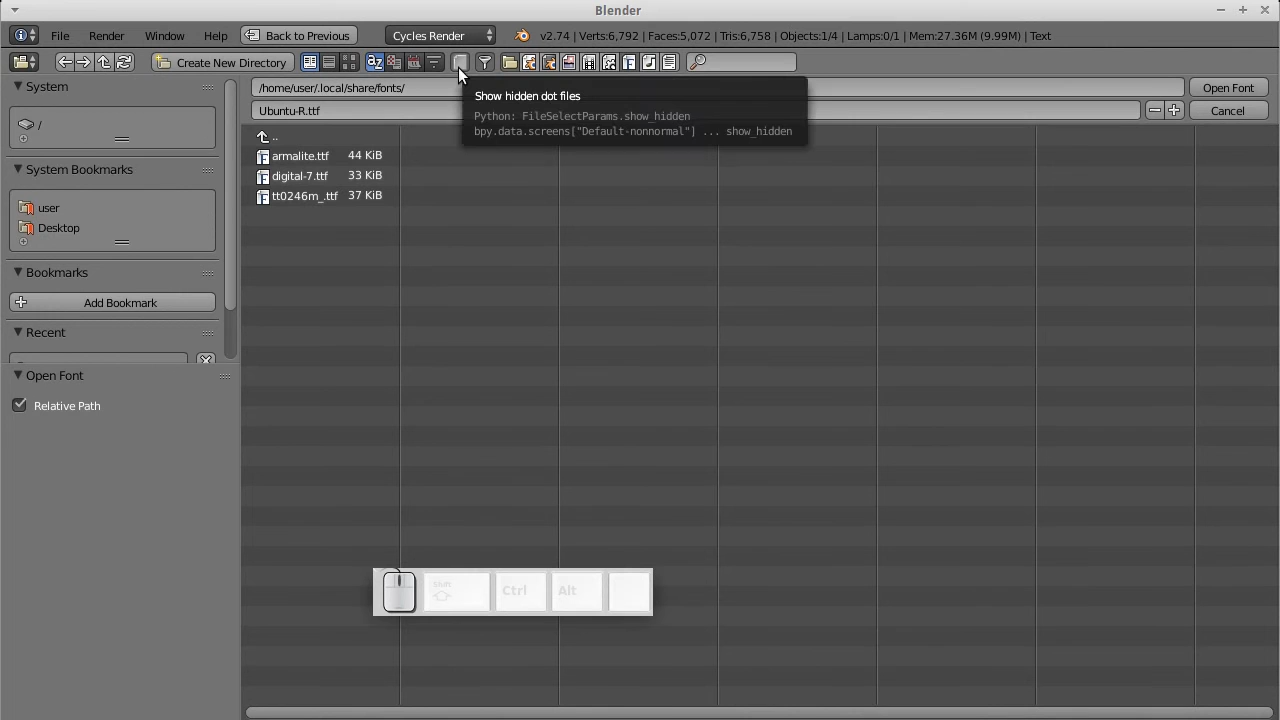 Blender
File Render Window Help Back to Previous Cycles Render v2.74 | Verts:6,792 | Faces:5,072 | Tris:6,758 | Objects:1/4 | Lamps:0/1 | Mem:27.36M (9.99M) | Text
Create New Directory
System
/
System Bookmarks
user
Desktop
Bookmarks
Add Bookmark
Recent
Open Font
Relative Path
/home/user/.local/share/fonts/
Open Font
Ubuntu-R.ttf
Cancel
Show hidden dot files
Python: FileSelectParams.show_hidden
bpy.data.screens["Default-nonnormal"] ... show_hidden
..
armalite.ttf 44 KiB
digital-7.ttf 33 KiB
tt0246m_.ttf 37 KiB
Shift
Ctrl
Alt